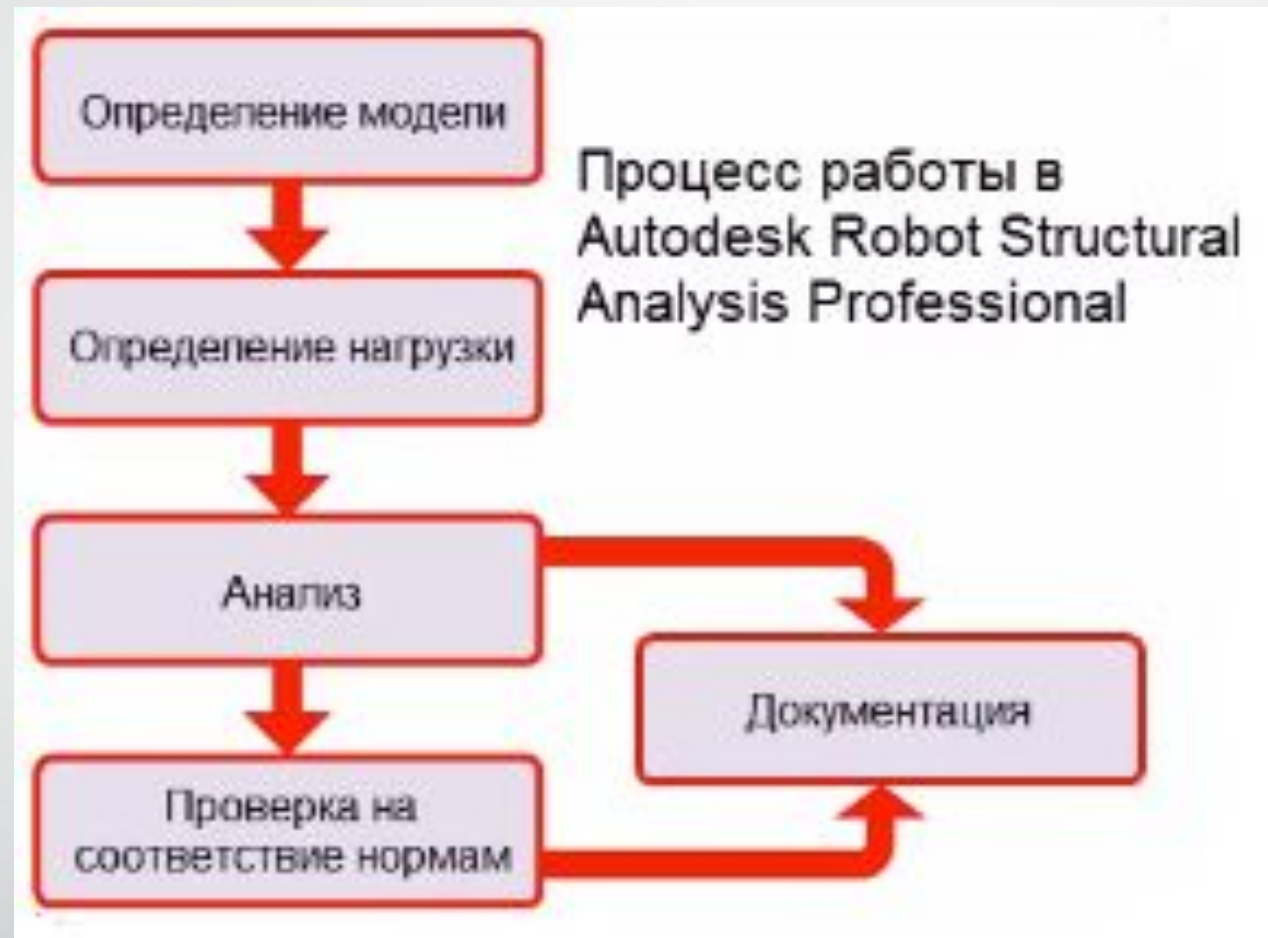 Определение модели
Процесс работы в
Autodesk Robot Structural
Analysis Professional
Определение нагрузки
Анализ
Документация
Проверка на
соответствие нормам